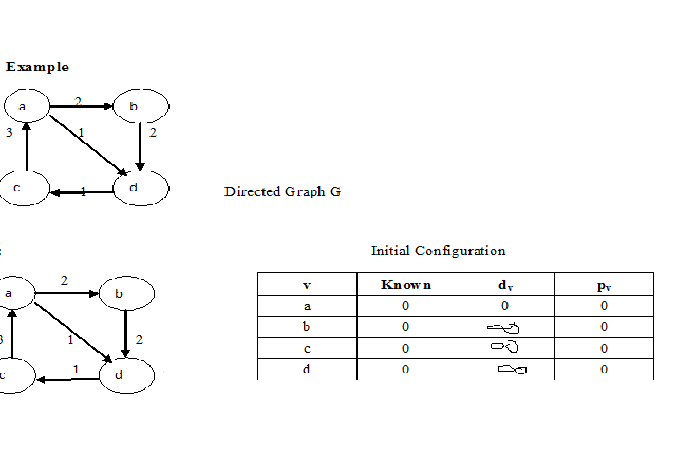 Example
a 2 b
3 1 2
c 1 d
Directed Graph G
:
Initial Configuration
v Known dv pv
a 0 0 0
b 0 0
c 0 0
d 0 0
a 2 b
3 1 2
c 1 d